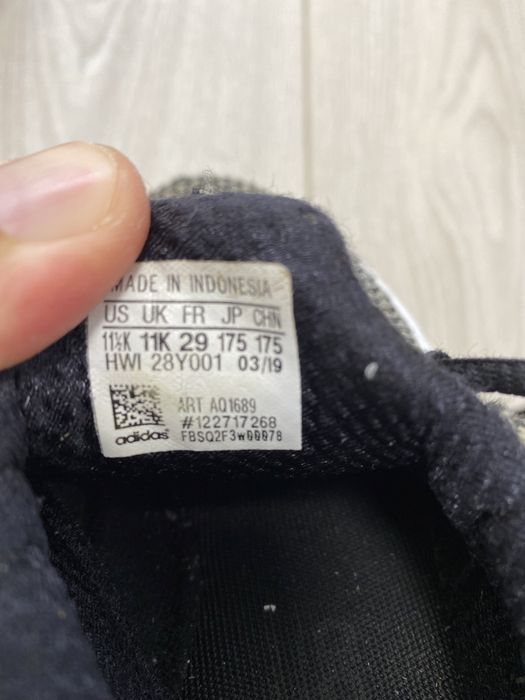 MADE IN INDONESIA
US UK FR JP CHN
11½K 11K 29 175 175
HWI 28Y001 03/19
ART AQ1689
#122717268
adidas FBSQ2F3w00078